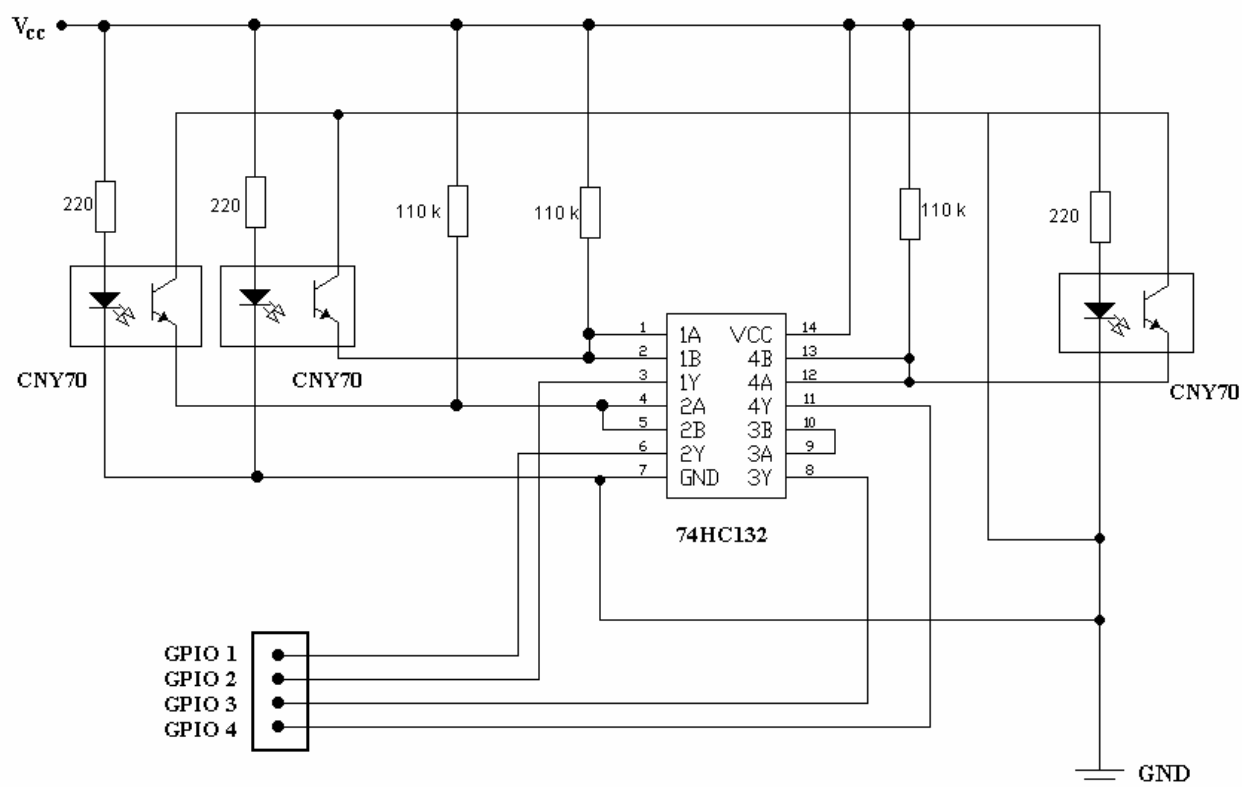 Vcc
220
220
110 k
110 k
110 k
220
CNY70
CNY70
CNY70
1 1A VCC 14
2 1B 4B 13
3 1Y 4A 12
4 2A 4Y 11
5 2B 3B 10
6 2Y 3A 9
7 GND 3Y 8
74HC132
GPIO 1
GPIO 2
GPIO 3
GPIO 4
GND